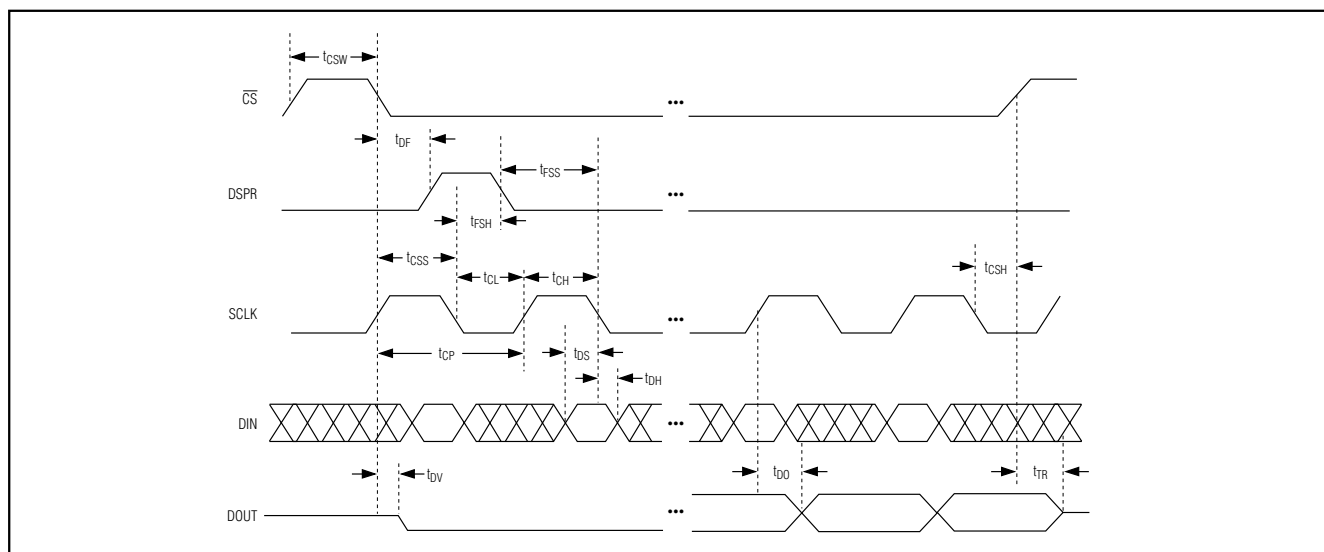 tCSW
CS
•••
tDF
tFSS
DSPR
•••
tFSH
tCSS
tCL
tCH
tCSH
SCLK
•••
tCP
tDS
tDH
DIN
•••
tDV
tDO
tTR
DOUT
•••